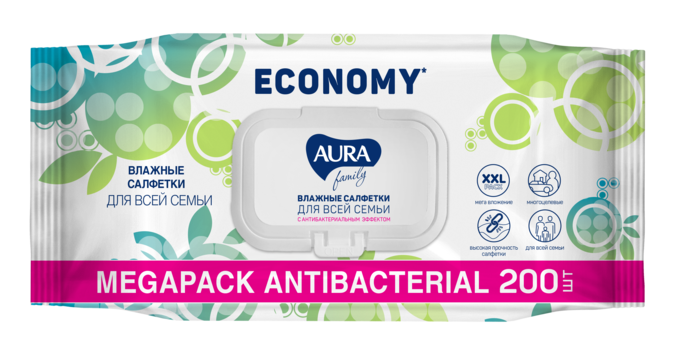 ECONOMY*
ВЛАЖНЫЕ
САЛФЕТКИ
ДЛЯ ВСЕЙ СЕМЬИ
AURA
family
ВЛАЖНЫЕ САЛФЕТКИ
ДЛЯ ВСЕЙ СЕМЬИ
С АНТИБАКТЕРИАЛЬНЫМ ЭФФЕКТОМ
XXL
PACK
мега вложение
многоцелевые
высокая прочность
салфетки
для всей семьи
MEGAPACK ANTIBACTERIAL 200 ШТ